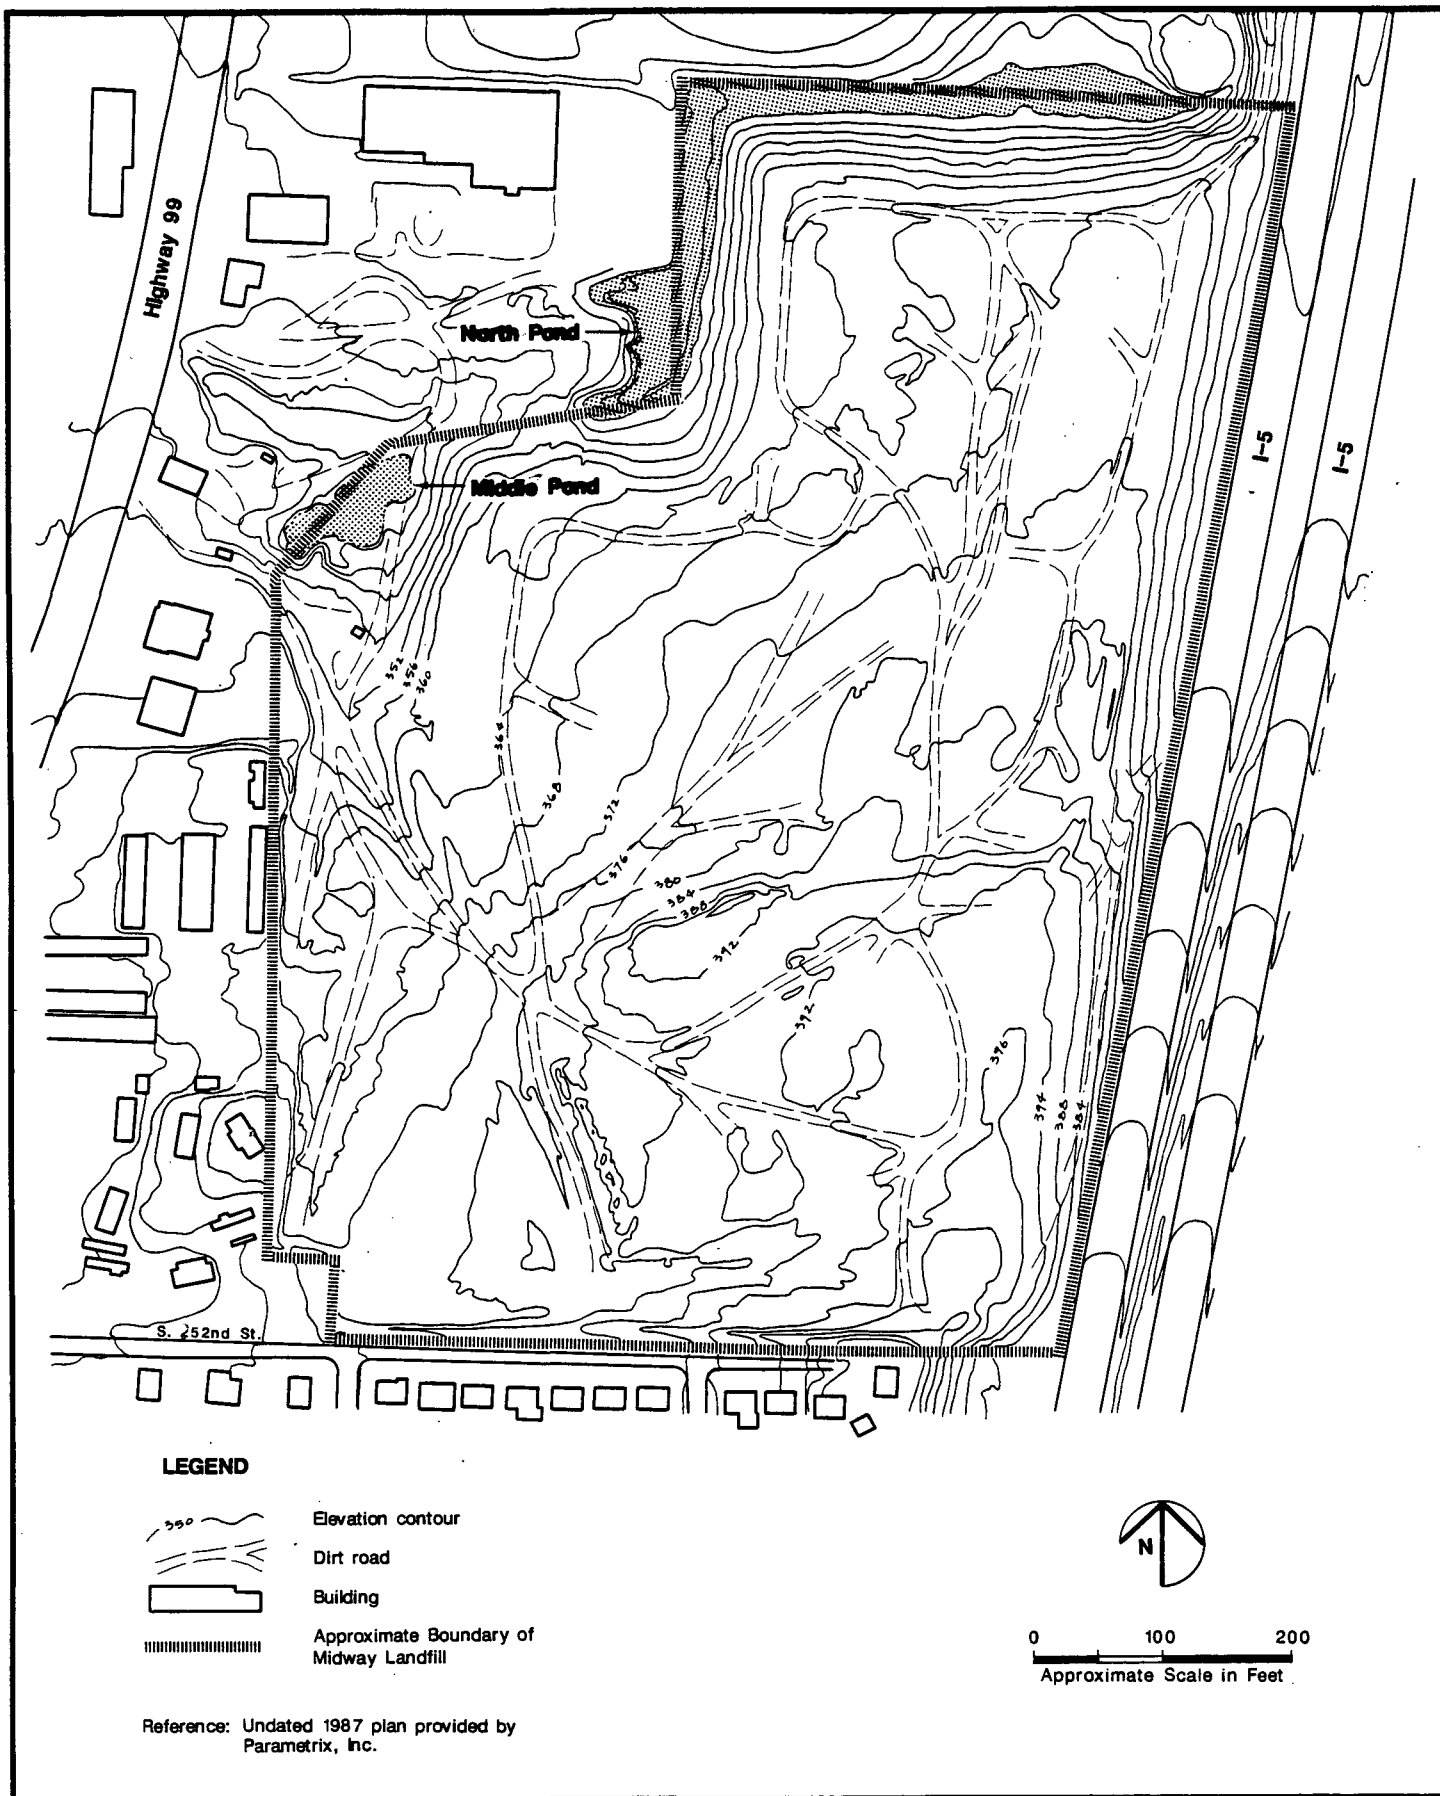 Highway 99
North Pond
Middle Pond
I-5
I-5
352
356
360
364
368
372
376
380
384
388
392
392
396
394
388
384
S. 252nd St.
LEGEND
350
Elevation contour
Dirt road
Building
Approximate Boundary of
Midway Landfill
N
0 100 200
Approximate Scale in Feet
Reference: Undated 1987 plan provided by
Parametrix, Inc.